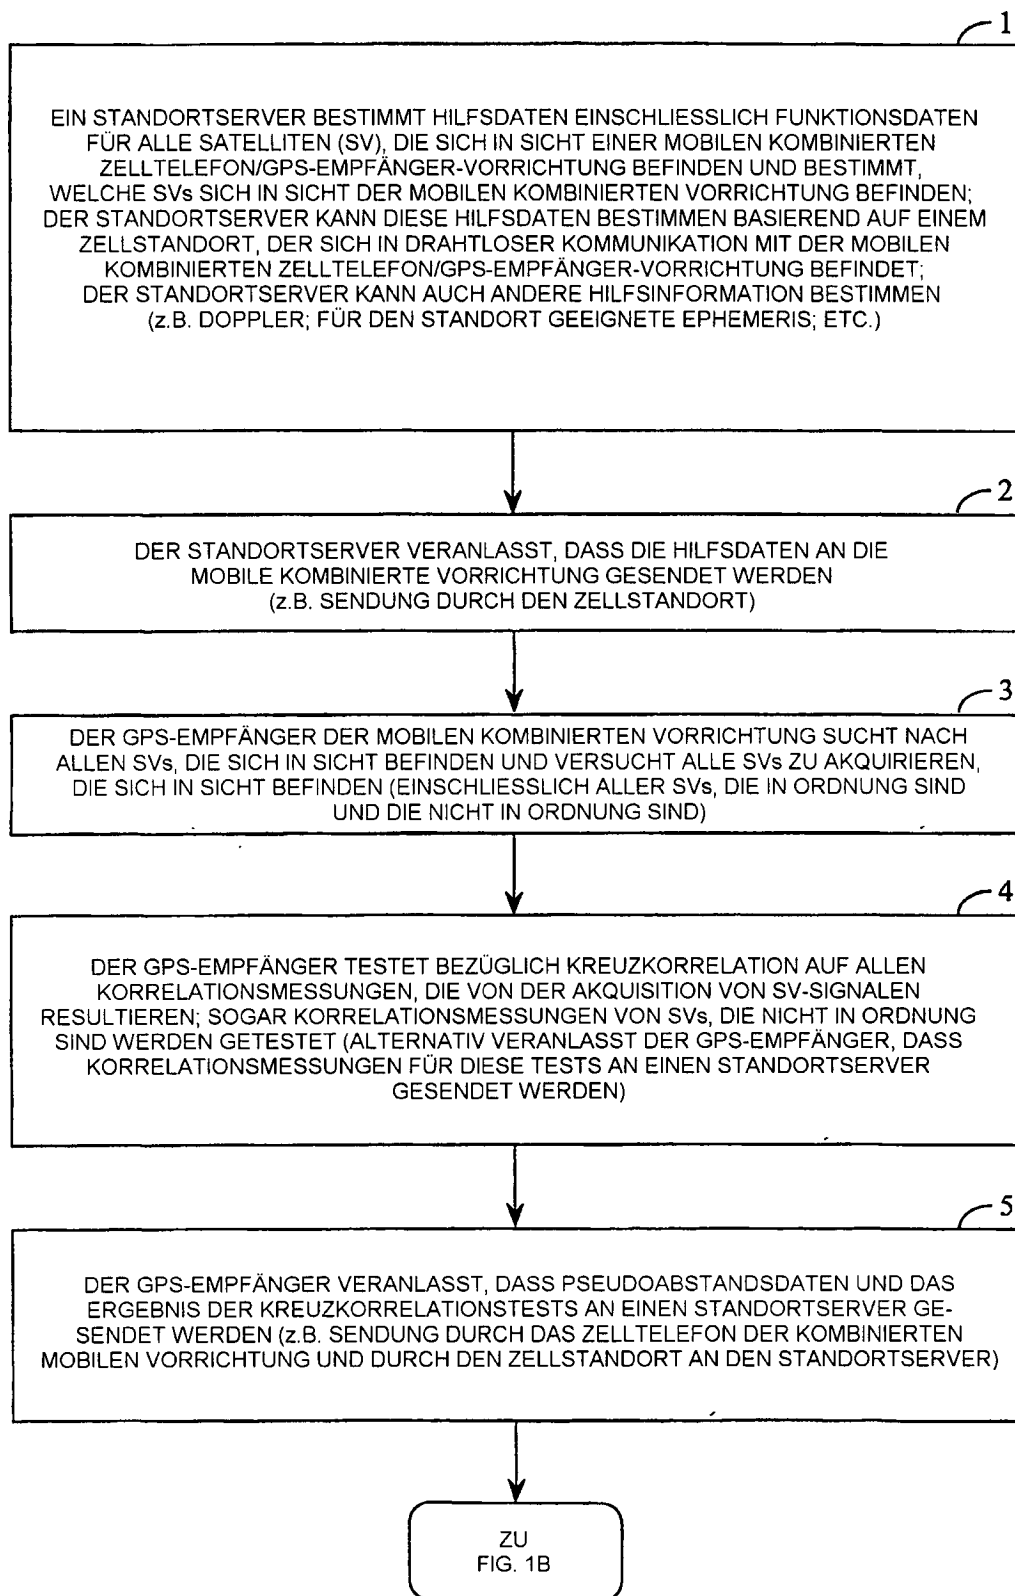 1
EIN STANDORTSERVER BESTIMMT HILFSDATEN EINSCHLIESSLICH FUNKTIONSDATEN
FÜR ALLE SATELLITEN (SV), DIE SICH IN SICHT EINER MOBILEN KOMBINIERTEN
ZELLTELEFON/GPS-EMPFÄNGER-VORRICHTUNG BEFINDEN UND BESTIMMT,
WELCHE SVs SICH IN SICHT DER MOBILEN KOMBINIERTEN VORRICHTUNG BEFINDEN;
DER STANDORTSERVER KANN DIESE HILFSDATEN BESTIMMEN BASIEREND AUF EINEM
ZELLSTANDORT, DER SICH IN DRAHTLOSER KOMMUNIKATION MIT DER MOBILEN
KOMBINIERTEN ZELLTELEFON/GPS-EMPFÄNGER-VORRICHTUNG BEFINDET;
DER STANDORTSERVER KANN AUCH ANDERE HILFSINFORMATION BESTIMMEN
(z.B. DOPPLER; FÜR DEN STANDORT GEEIGNETE EPHEMERIS; ETC.)
2
DER STANDORTSERVER VERANLASST, DASS DIE HILFSDATEN AN DIE
MOBILE KOMBINIERTE VORRICHTUNG GESENDET WERDEN
(z.B. SENDUNG DURCH DEN ZELLSTANDORT)
3
DER GPS-EMPFÄNGER DER MOBILEN KOMBINIERTEN VORRICHTUNG SUCHT NACH
ALLEN SVs, DIE SICH IN SICHT BEFINDEN UND VERSUCHT ALLE SVs ZU AKQUIRIEREN,
DIE SICH IN SICHT BEFINDEN (EINSCHLIESSLICH ALLER SVs, DIE IN ORDNUNG SIND
UND DIE NICHT IN ORDNUNG SIND)
4
DER GPS-EMPFÄNGER TESTET BEZÜGLICH KREUZKORRELATION AUF ALLEN
KORRELATIONSMESSUNGEN, DIE VON DER AKQUISITION VON SV-SIGNALEN
RESULTIEREN; SOGAR KORRELATIONSMESSUNGEN VON SVs, DIE NICHT IN ORDNUNG
SIND WERDEN GETESTET (ALTERNATIV VERANLASST DER GPS-EMPFÄNGER, DASS
KORRELATIONSMESSUNGEN FÜR DIESE TESTS AN EINEN STANDORTSERVER
GESENDET WERDEN)
5
DER GPS-EMPFÄNGER VERANLASST, DASS PSEUDOABSTANDSDATEN UND DAS
ERGEBNIS DER KREUZKORRELATIONSTESTS AN EINEN STANDORTSERVER GE-
SENDET WERDEN (z.B. SENDUNG DURCH DAS ZELLTELEFON DER KOMBINIERTEN
MOBILEN VORRICHTUNG UND DURCH DEN ZELLSTANDORT AN DEN STANDORTSERVER)
ZU
FIG. 1B